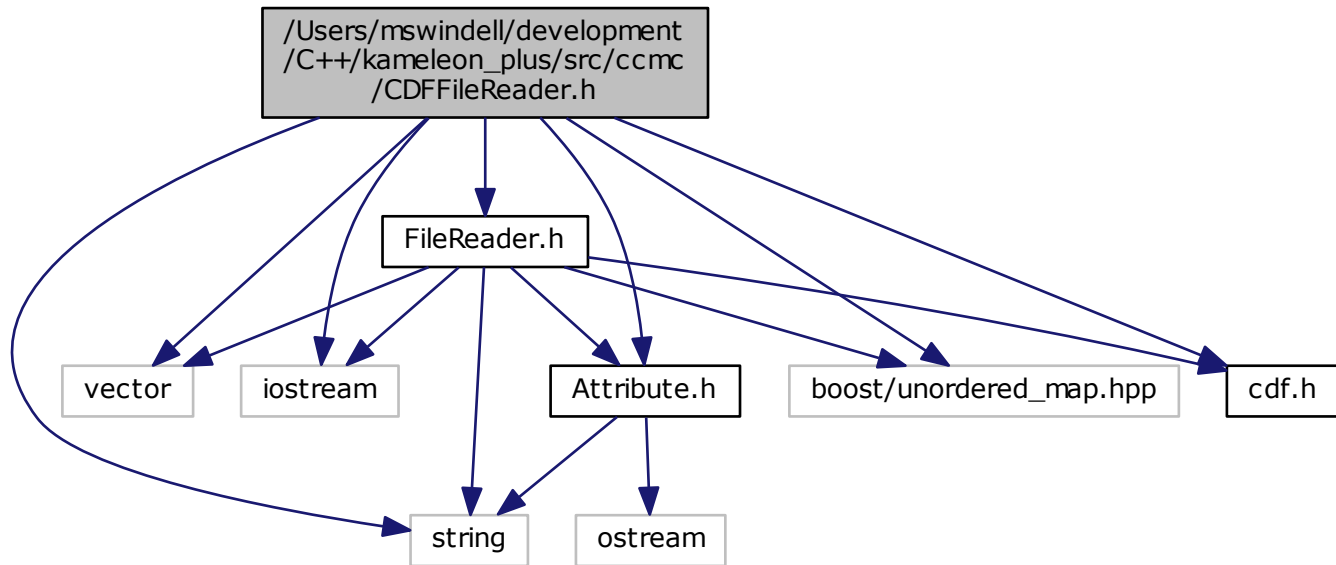 /Users/mswindell/development
/C++/kameleon_plus/src/ccmc
/CDFFileReader.h
FileReader.h
vector
iostream
Attribute.h
boost/unordered_map.hpp
cdf.h
string
ostream